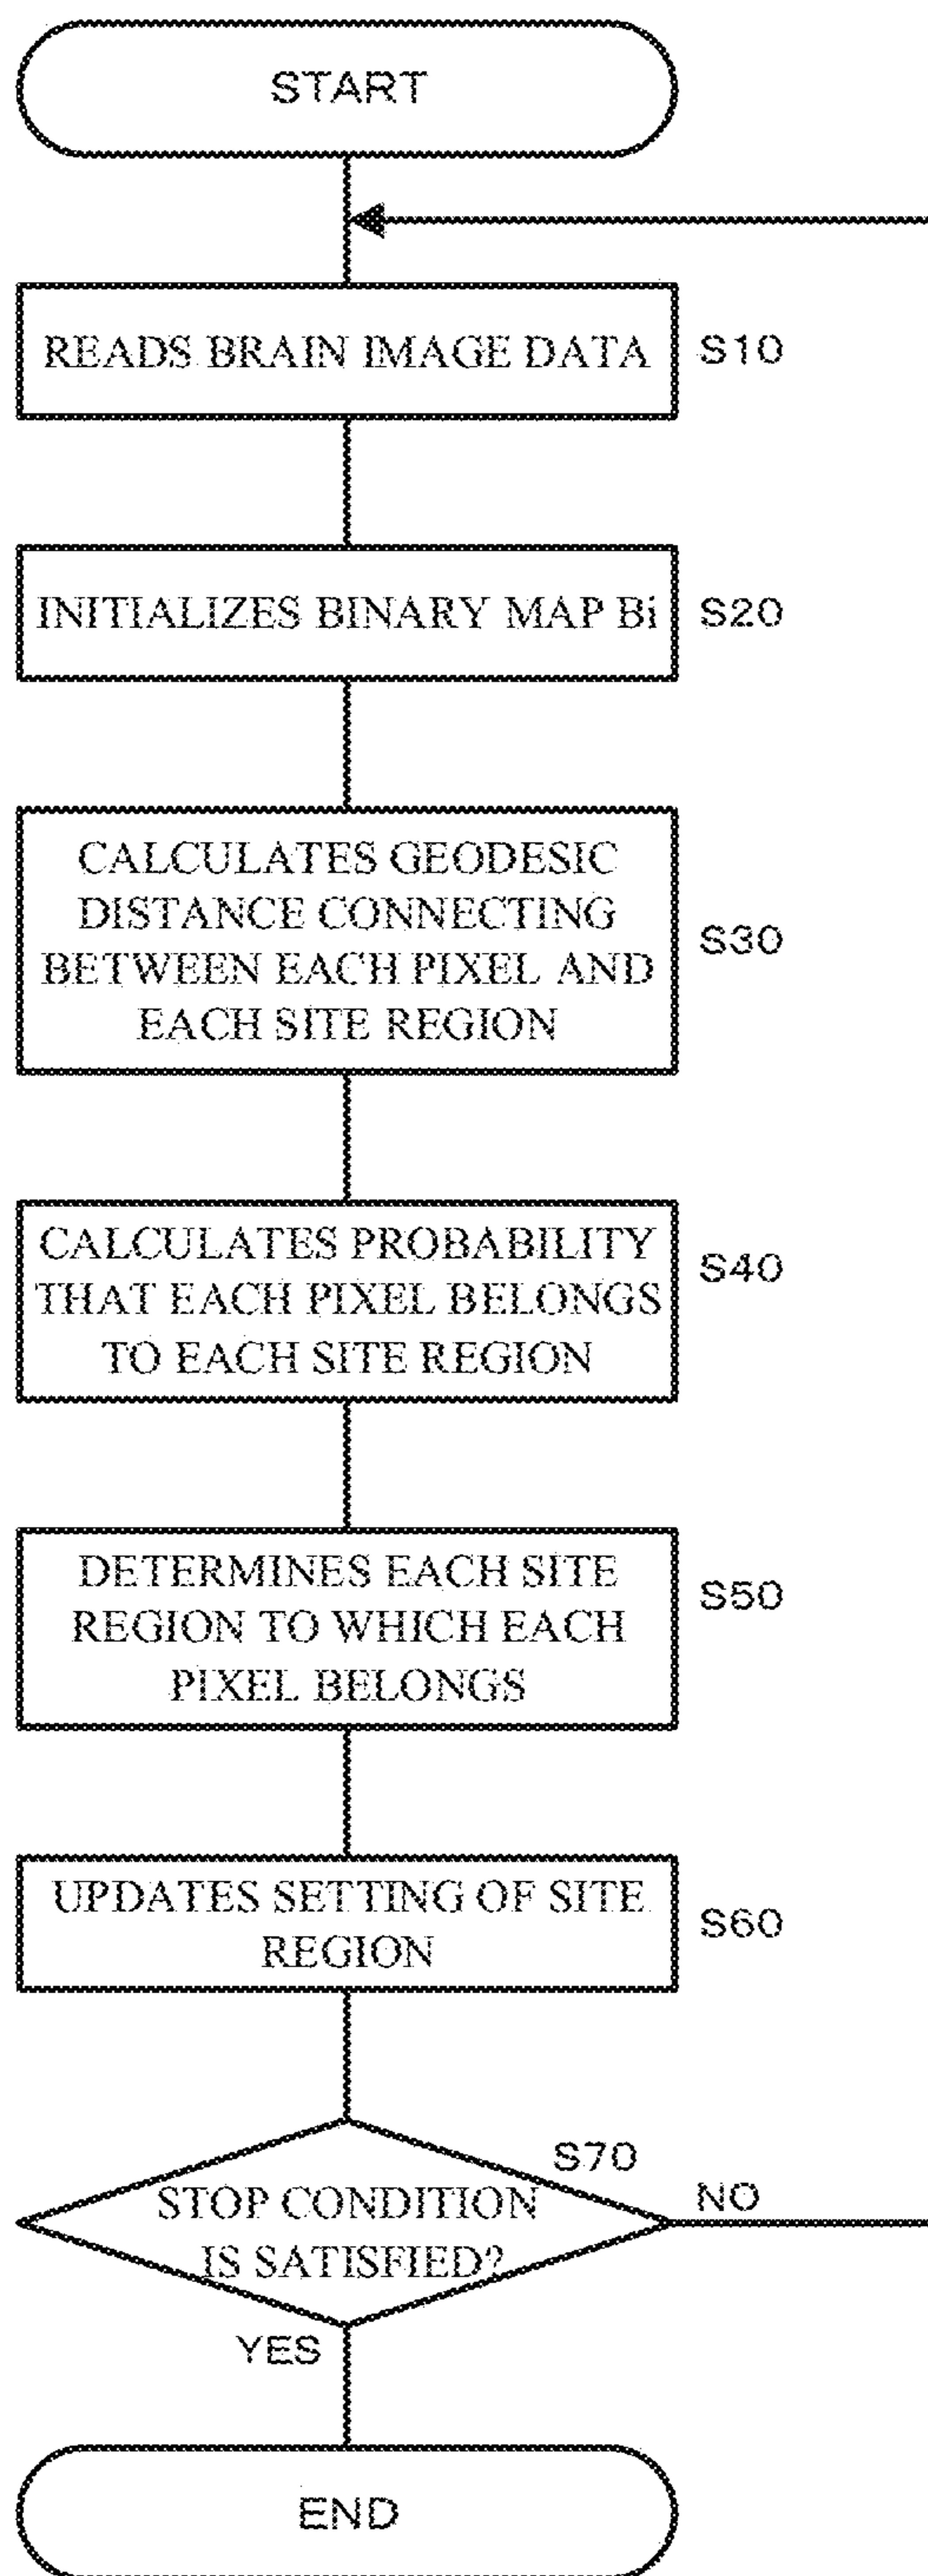 START
READS BRAIN IMAGE DATA
S10
INITIALIZES BINARY MAP Bi
S20
CALCULATES GEODESIC
DISTANCE CONNECTING
BETWEEN EACH PIXEL AND
EACH SITE REGION
S30
CALCULATES PROBABILITY
THAT EACH PIXEL BELONGS
TO EACH SITE REGION
S40
DETERMINES EACH SITE
REGION TO WHICH EACH
PIXEL BELONGS
S50
UPDATES SETTING OF SITE
REGION
S60
S70
STOP CONDITION
IS SATISFIED?
NO
YES
END